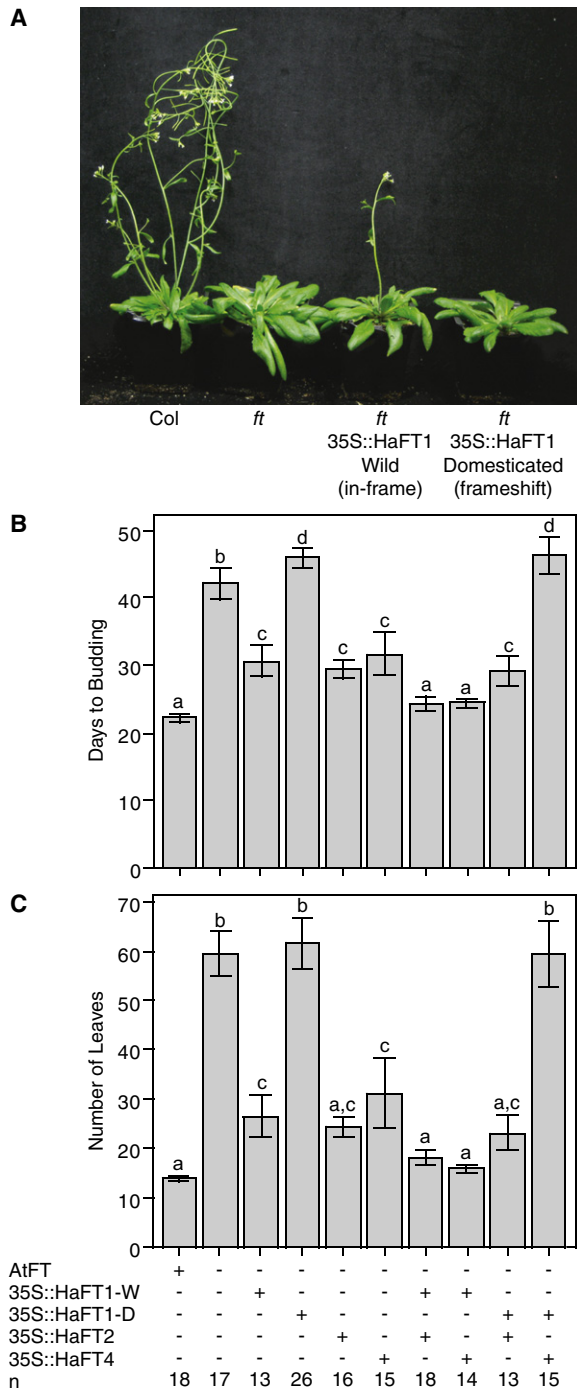 A
Col ft ft ft
35S::HaFT1 35S::HaFT1
Wild Domesticated
(in-frame) (frameshift)
B
Days to Budding
50
40
30
20
10
0
a b c d c c a a c d
C
Number of Leaves
70
60
50
40
30
20
10
0
a b c b a,c c a a a,c b
AtFT + - - - - - - - - -
35S::HaFT1-W - - + - - - + + - -
35S::HaFT1-D - - - + - - - - + +
35S::HaFT2 - - - - + - + - + -
35S::HaFT4 - - - - - + - + - +
n 18 17 13 26 16 15 18 14 13 15